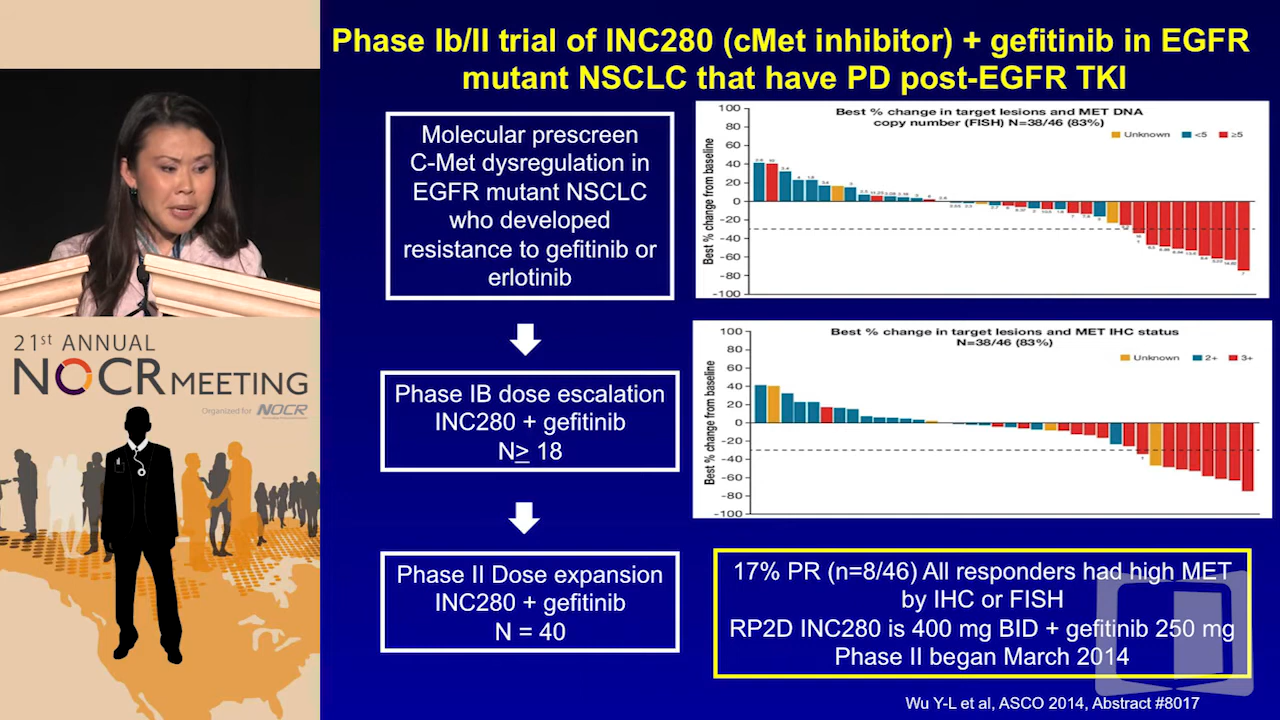 Phase Ib/II trial of INC280 (cMet inhibitor) + gefitinib in EGFR
mutant NSCLC that have PD post-EGFR TKI
Molecular prescreen
C-Met dysregulation in
EGFR mutant NSCLC
who developed
resistance to gefitinib or
erlotinib
Phase IB dose escalation
INC280 + gefitinib
N≥ 18
Phase II Dose expansion
INC280 + gefitinib
N = 40
Best % change in target lesions and MET DNA
copy number (FISH) N=38/46 (83%)
Unknown <5 ≥5
Best % change from baseline
100
80
60
40
20
0
-20
-40
-60
-80
-100
Best % change in target lesions and MET IHC status
N=38/46 (83%)
Unknown 2+ 3+
Best % change from baseline
100
80
60
40
20
0
-20
-40
-60
-80
-100
17% PR (n=8/46) All responders had high MET
by IHC or FISH
RP2D INC280 is 400 mg BID + gefitinib 250 mg
Phase II began March 2014
Wu Y-L et al, ASCO 2014, Abstract #8017
21st ANNUAL
NOCR MEETING
Organized for NOCR